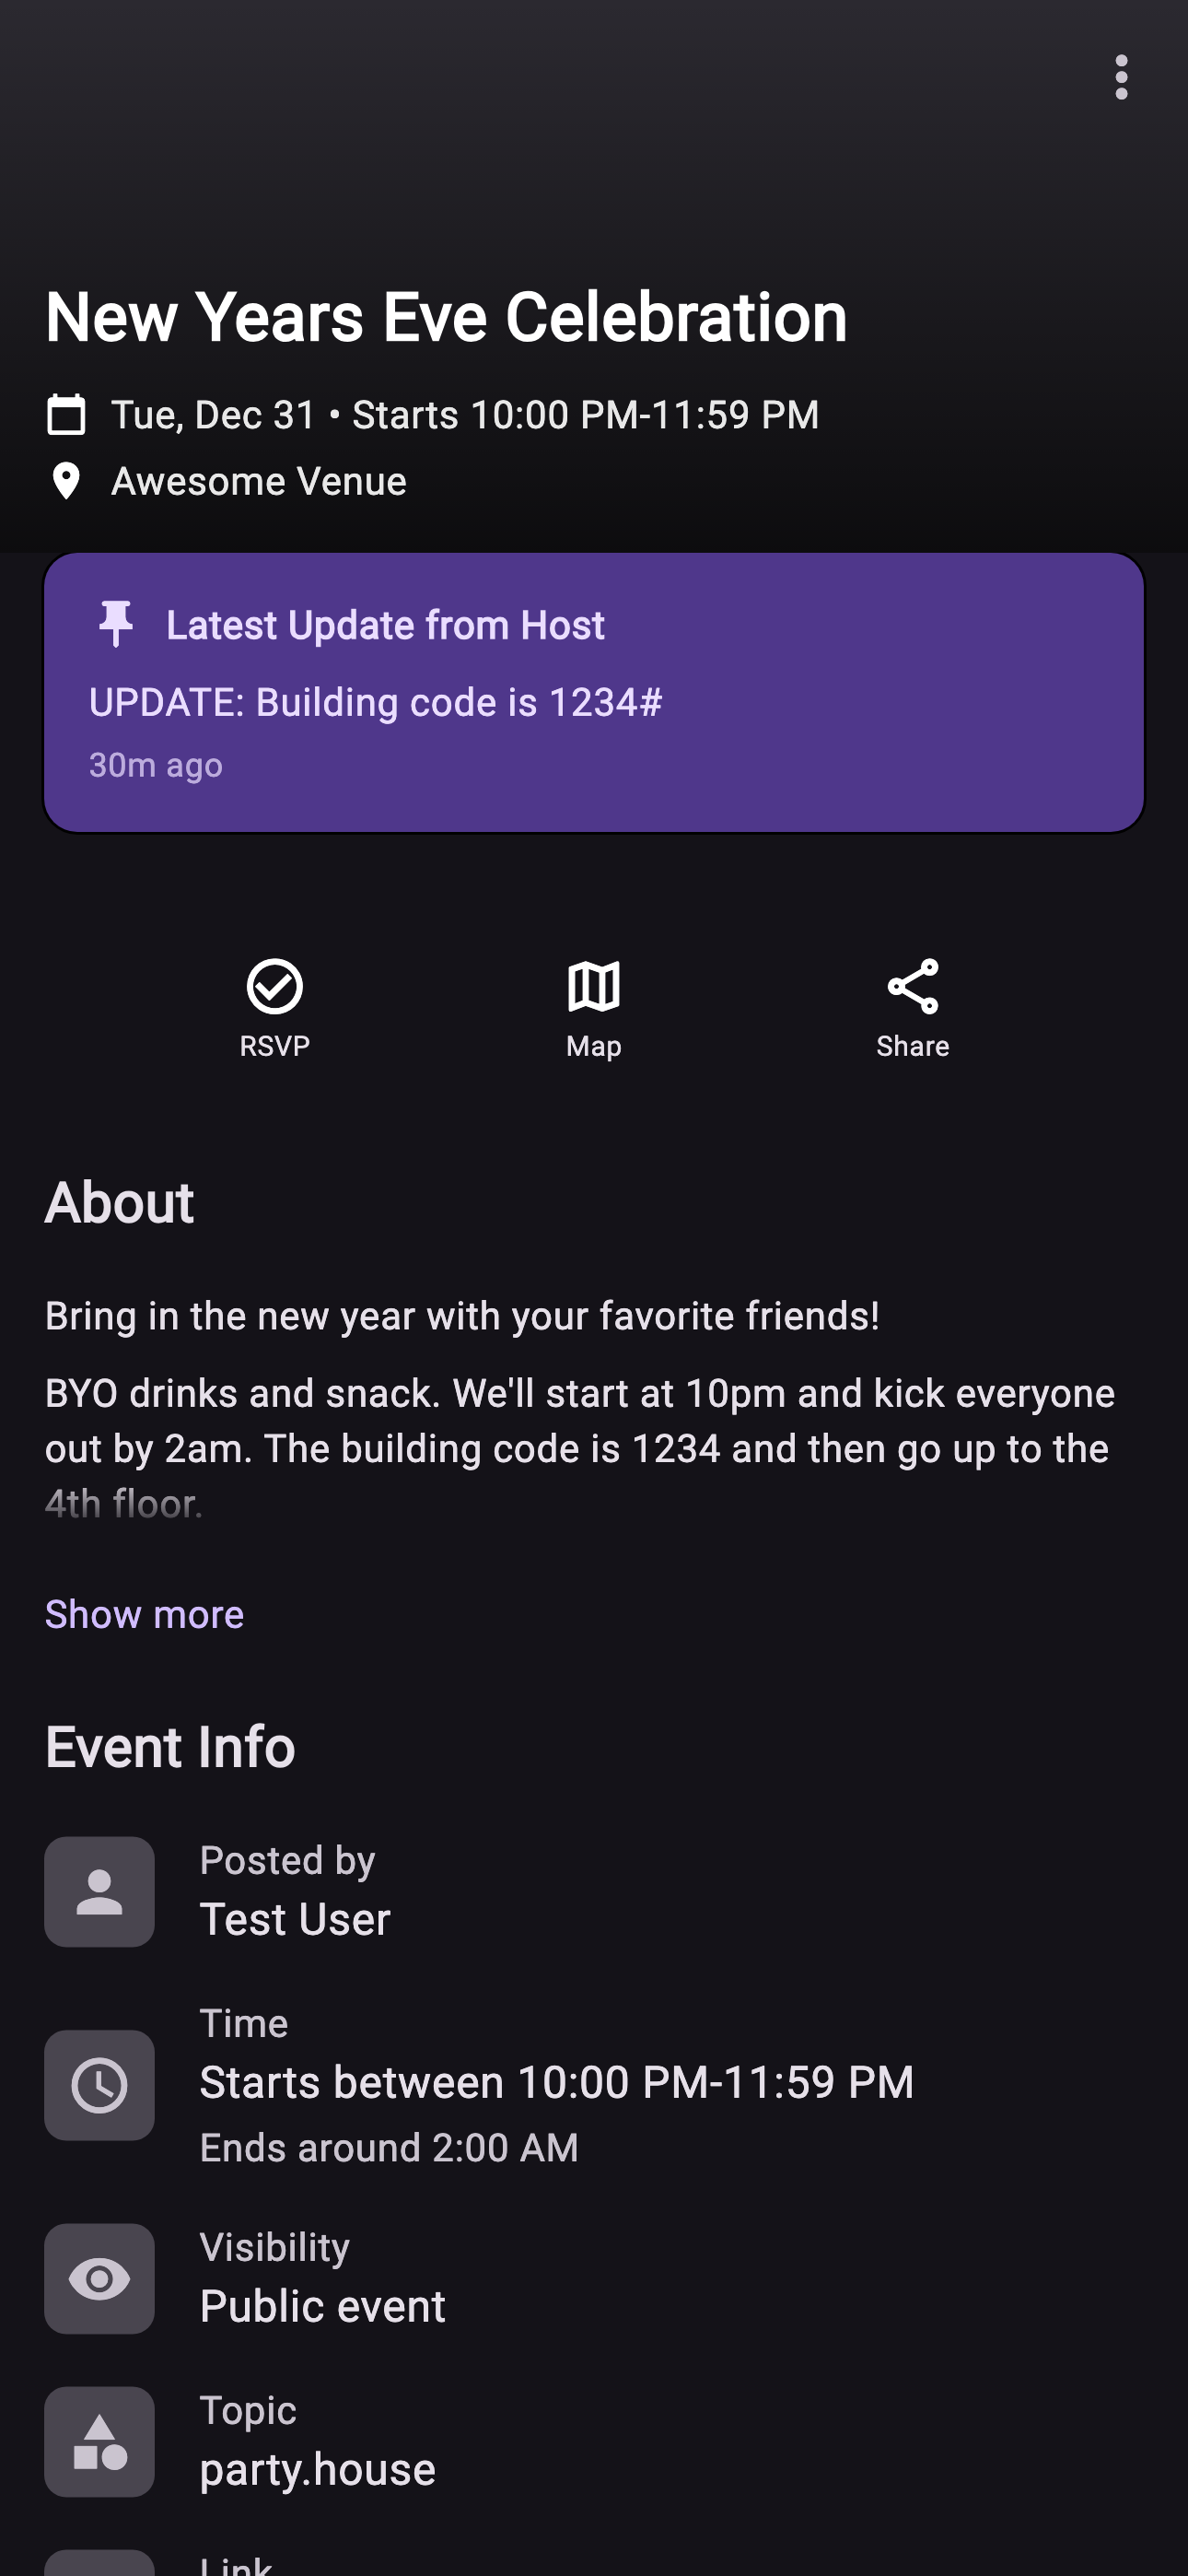 New Years Eve Celebration
Tue, Dec 31 • Starts 10:00 PM-11:59 PM
Awesome Venue
Latest Update from Host
UPDATE: Building code is 1234#
30m ago
RSVP
Map
Share
About
Bring in the new year with your favorite friends!
BYO drinks and snack. We'll start at 10pm and kick everyone
out by 2am. The building code is 1234 and then go up to the
4th floor.
Show more
Event Info
Posted by
Test User
Time
Starts between 10:00 PM-11:59 PM
Ends around 2:00 AM
Visibility
Public event
Topic
party.house
Link